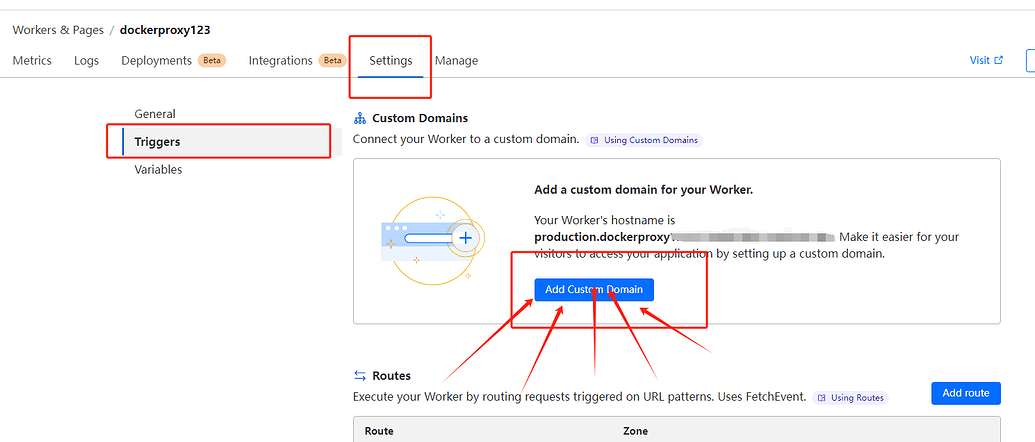 Workers & Pages / dockerproxy123
Metrics Logs Deployments Beta Integrations Beta Settings Manage Visit
General
Triggers
Variables
Custom Domains
Connect your Worker to a custom domain. Using Custom Domains
Add a custom domain for your Worker.
Your Worker's hostname is
production.dockerproxy Make it easier for your
visitors to access your application by setting up a custom domain.
Add Custom Domain
Routes
Execute your Worker by routing requests triggered on URL patterns. Uses FetchEvent. Using Routes
Add route
Route Zone